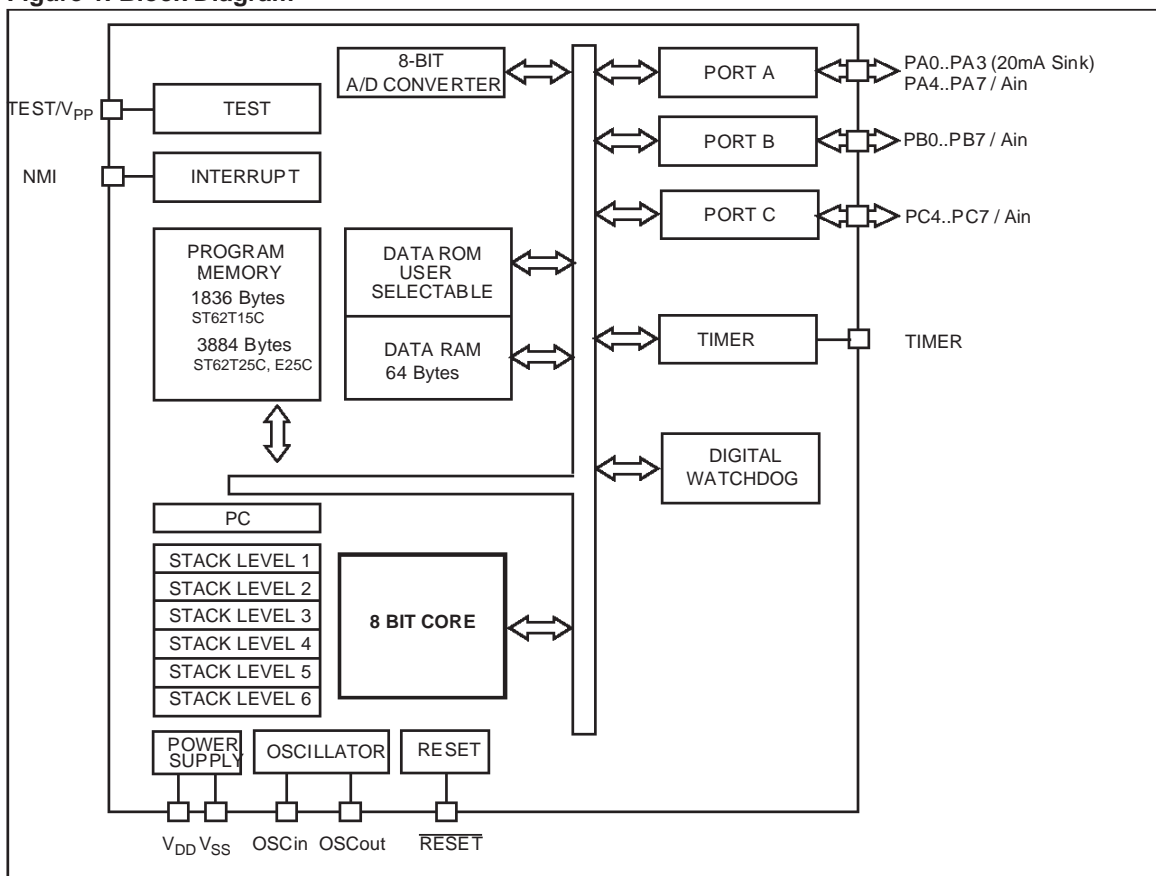 Figure 1. Block Diagram
8-BIT
A/D CONVERTER
PORT A
PA0..PA3 (20mA Sink)
PA4..PA7 / Ain
TEST/VPP
TEST
PORT B
PB0..PB7 / Ain
NMI
INTERRUPT
PORT C
PC4..PC7 / Ain
PROGRAM
MEMORY
1836 Bytes
ST62T15C
3884 Bytes
ST62T25C, E25C
DATA ROM
USER
SELECTABLE
DATA RAM
64 Bytes
TIMER
TIMER
DIGITAL
WATCHDOG
PC
STACK LEVEL 1
STACK LEVEL 2
STACK LEVEL 3
STACK LEVEL 4
STACK LEVEL 5
STACK LEVEL 6
8 BIT CORE
POWER
SUPPLY
OSCILLATOR
RESET
VDD VSS
OSCin OSCout
RESET